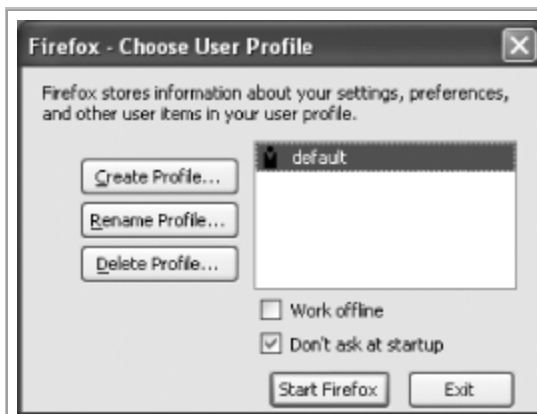 Firefox - Choose User Profile
Firefox stores information about your settings, preferences,
and other user items in your user profile.
default
Create Profile...
Rename Profile...
Delete Profile...
Work offline
Don't ask at startup
Start Firefox
Exit